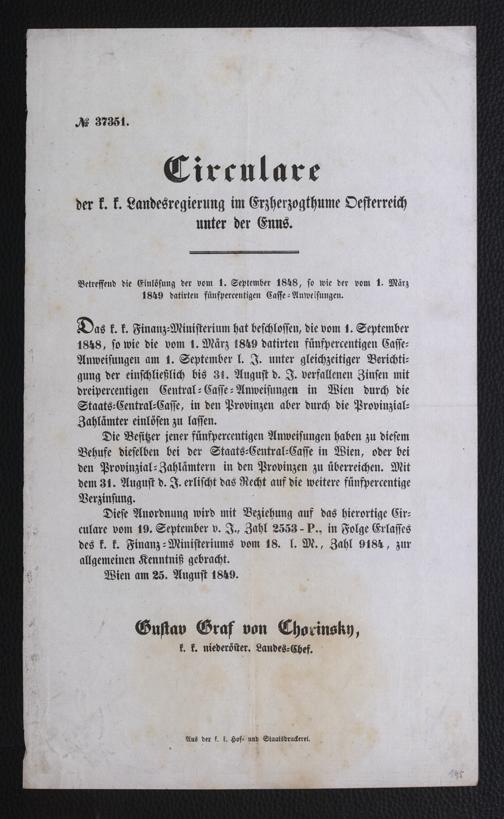 № 37351.
Circulare
der k. k. Landesregierung im Erzherzogthume Oesterreich
unter der Enns.
Betreffend die Einlösung der vom 1. September 1848, so wie der vom 1. März
1849 datirten fünfpercentigen Casse-Anweisungen.
Das k. k. Finanz-Ministerium hat beschlossen, die vom 1. September
1848, so wie die vom 1. März 1849 datirten fünfpercentigen Casse-
Anweisungen am 1. September l. J. unter gleichzeitiger Berichti-
gung der einschließlich bis 31. August d. J. verfallenen Zinsen mit
dreipercentigen Central-Casse-Anweisungen in Wien durch die
Staats-Central-Casse, in den Provinzen aber durch die Provinzial-
Zahlämter einlösen zu lassen.
Die Besitzer jener fünfpercentigen Anweisungen haben zu diesem
Behufe dieselben bei der Staats-Central-Casse in Wien, oder bei
den Provinzial-Zahlämtern in den Provinzen zu überreichen. Mit
dem 31. August d. J. erlischt das Recht auf die weitere fünfpercentige
Verzinsung.
Diese Anordnung wird mit Beziehung auf das hierortige Cir-
culare vom 19. September v. J., Zahl 2553-P., in Folge Erlasses
des k. k. Finanz-Ministeriums vom 18. l. M., Zahl 9184, zur
allgemeinen Kenntniß gebracht.
Wien am 25. August 1849.
Gustav Graf von Chorinsky,
k. k. niederöster. Landes-Chef.
Aus der k. k. Hof- und Staatsdruckerei.
195